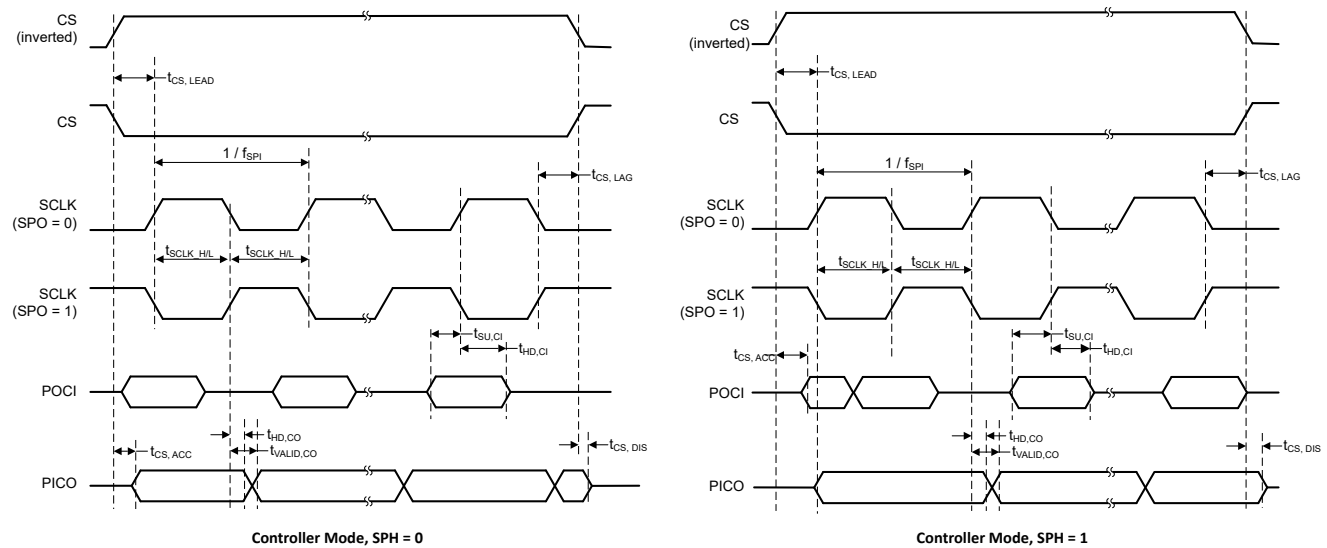 CS
(inverted)
tCS, LEAD
CS
1 / fSPI
tCS, LAG
SCLK
(SPO = 0)
tSCLK_H/L tSCLK_H/L
SCLK
(SPO = 1)
tSU,CI
tHD,CI
POCI
tHD,CO
tCS, ACC
tVALID,CO
tCS, DIS
PICO
Controller Mode, SPH = 0
CS
(inverted)
tCS, LEAD
CS
1 / fSPI
tCS, LAG
SCLK
(SPO = 0)
tSCLK_H/L tSCLK_H/L
SCLK
(SPO = 1)
tSU,CI
tCS, ACC
tHD,CI
POCI
tHD,CO
tVALID,CO
tCS, DIS
PICO
Controller Mode, SPH = 1